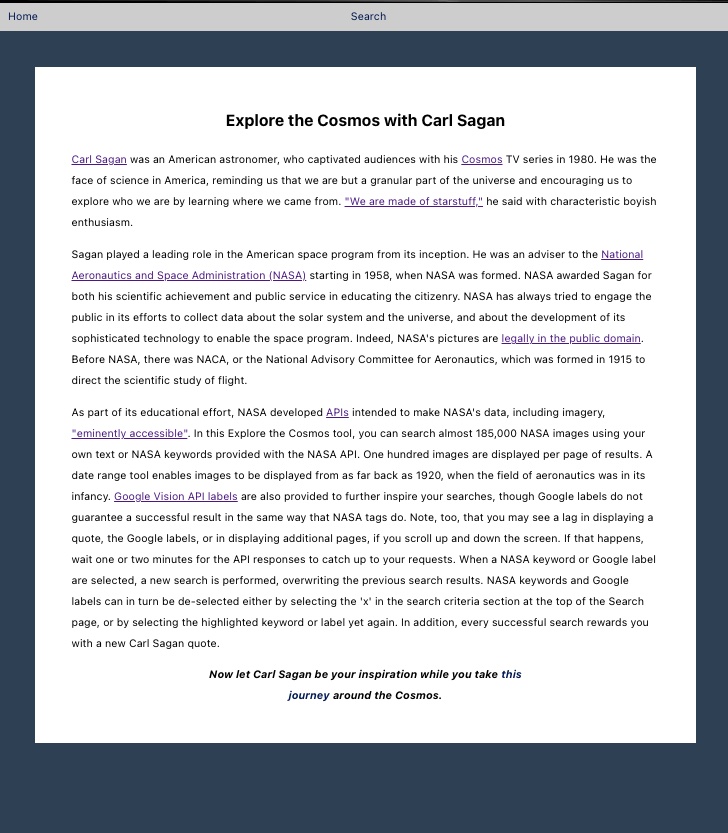 Home
Search
Explore the Cosmos with Carl Sagan
Carl Sagan was an American astronomer, who captivated audiences with his Cosmos TV series in 1980. He was the
face of science in America, reminding us that we are but a granular part of the universe and encouraging us to
explore who we are by learning where we came from. "We are made of starstuff," he said with characteristic boyish
enthusiasm.
Sagan played a leading role in the American space program from its inception. He was an adviser to the National
Aeronautics and Space Administration (NASA) starting in 1958, when NASA was formed. NASA awarded Sagan for
both his scientific achievement and public service in educating the citizenry. NASA has always tried to engage the
public in its efforts to collect data about the solar system and the universe, and about the development of its
sophisticated technology to enable the space program. Indeed, NASA's pictures are legally in the public domain.
Before NASA, there was NACA, or the National Advisory Committee for Aeronautics, which was formed in 1915 to
direct the scientific study of flight.
As part of its educational effort, NASA developed APIs intended to make NASA's data, including imagery,
"eminently accessible". In this Explore the Cosmos tool, you can search almost 185,000 NASA images using your
own text or NASA keywords provided with the NASA API. One hundred images are displayed per page of results. A
date range tool enables images to be displayed from as far back as 1920, when the field of aeronautics was in its
infancy. Google Vision API labels are also provided to further inspire your searches, though Google labels do not
guarantee a successful result in the same way that NASA tags do. Note, too, that you may see a lag in displaying a
quote, the Google labels, or in displaying additional pages, if you scroll up and down the screen. If that happens,
wait one or two minutes for the API responses to catch up to your requests. When a NASA keyword or Google label
are selected, a new search is performed, overwriting the previous search results. NASA keywords and Google
labels can in turn be de-selected either by selecting the 'x' in the search criteria section at the top of the Search
page, or by selecting the highlighted keyword or label yet again. In addition, every successful search rewards you
with a new Carl Sagan quote.
Now let Carl Sagan be your inspiration while you take this
journey around the Cosmos.